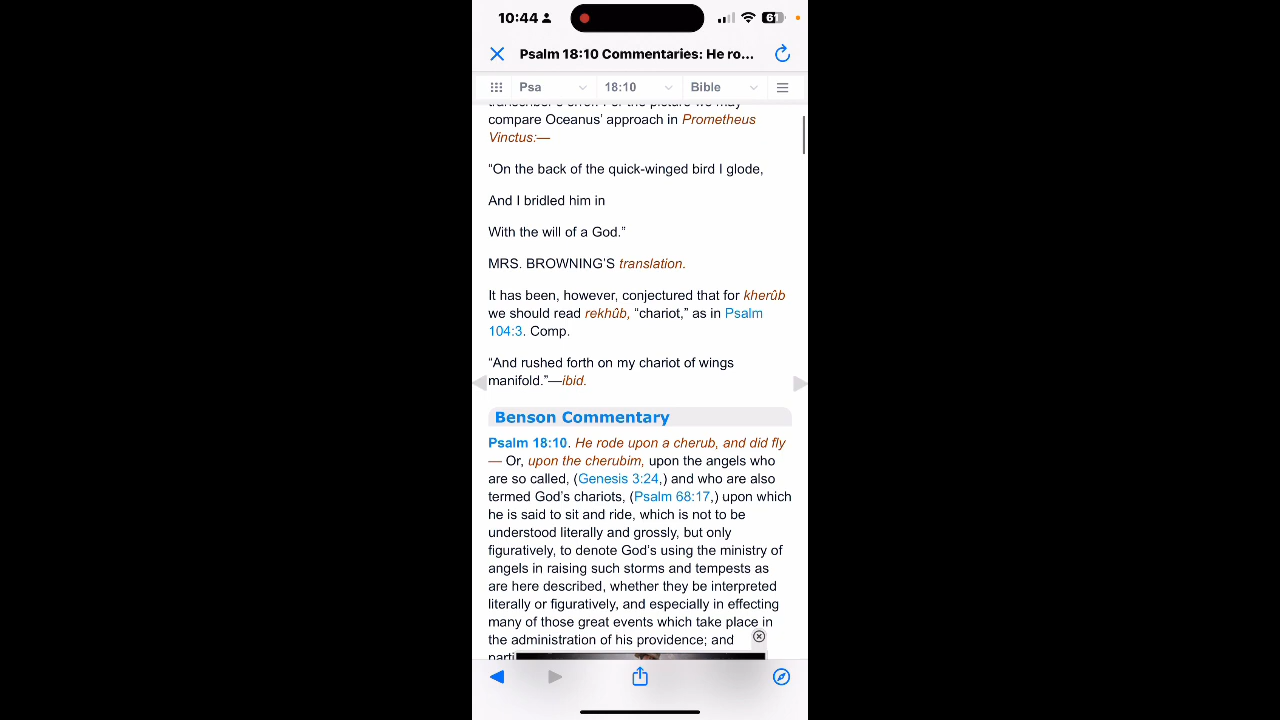 10:44
61
Psalm 18:10 Commentaries: He ro...
Psa
18:10
Bible
compare Oceanus’ approach in Prometheus
Vinctus:—
“On the back of the quick-winged bird I glode,
And I bridled him in
With the will of a God.”
MRS. BROWNING’S translation.
It has been, however, conjectured that for kherûb
we should read rekhûb, “chariot,” as in Psalm
104:3. Comp.
“And rushed forth on my chariot of wings
manifold.”—ibid.
Benson Commentary
Psalm 18:10. He rode upon a cherub, and did fly
— Or, upon the cherubim, upon the angels who
are so called, (Genesis 3:24,) and who are also
termed God’s chariots, (Psalm 68:17,) upon which
he is said to sit and ride, which is not to be
understood literally and grossly, but only
figuratively, to denote God’s using the ministry of
angels in raising such storms and tempests as
are here described, whether they be interpreted
literally or figuratively, and especially in effecting
many of those great events which take place in
the administration of his providence; and
parti